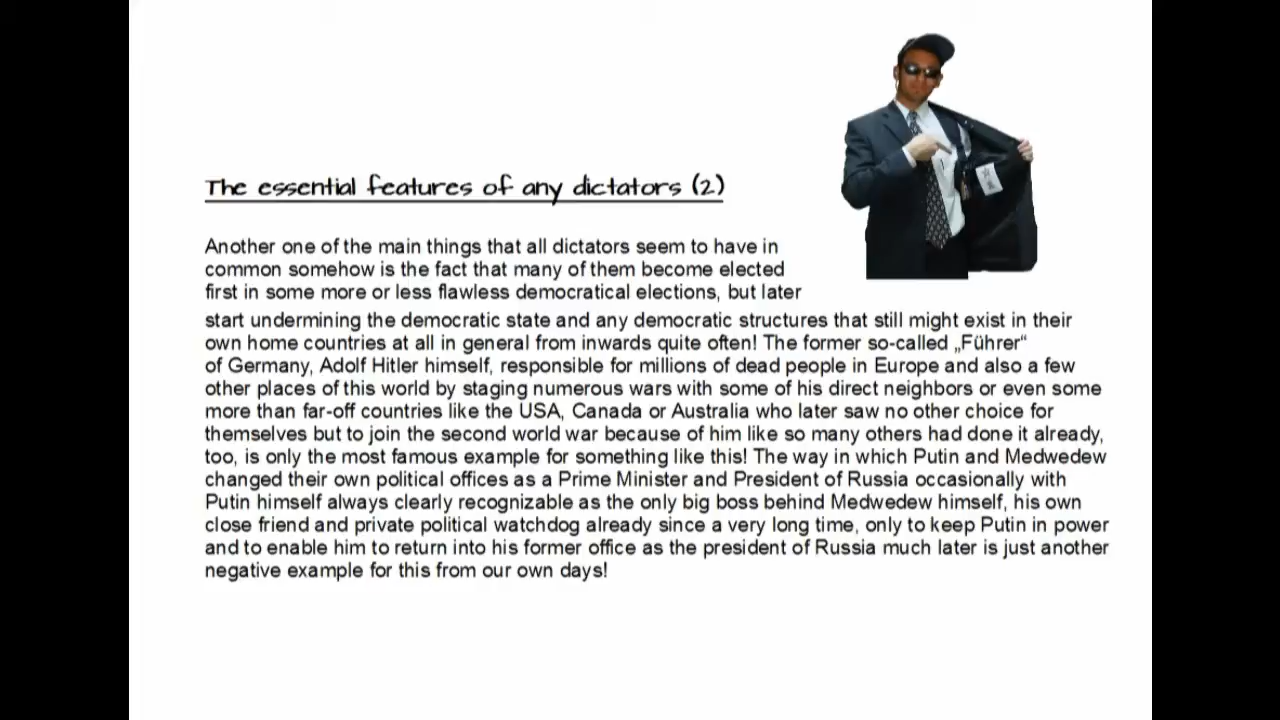 The essential features of any dictators (2)
Another one of the main things that all dictators seem to have in
common somehow is the fact that many of them become elected
first in some more or less flawless democratical elections, but later
start undermining the democratic state and any democratic structures that still might exist in their
own home countries at all in general from inwards quite often! The former so-called „Führer“
of Germany, Adolf Hitler himself, responsible for millions of dead people in Europe and also a few
other places of this world by staging numerous wars with some of his direct neighbors or even some
more than far-off countries like the USA, Canada or Australia who later saw no other choice for
themselves but to join the second world war because of him like so many others had done it already,
too, is only the most famous example for something like this! The way in which Putin and Medwedew
changed their own political offices as a Prime Minister and President of Russia occasionally with
Putin himself always clearly recognizable as the only big boss behind Medwedew himself, his own
close friend and private political watchdog already since a very long time, only to keep Putin in power
and to enable him to return into his former office as the president of Russia much later is just another
negative example for this from our own days!